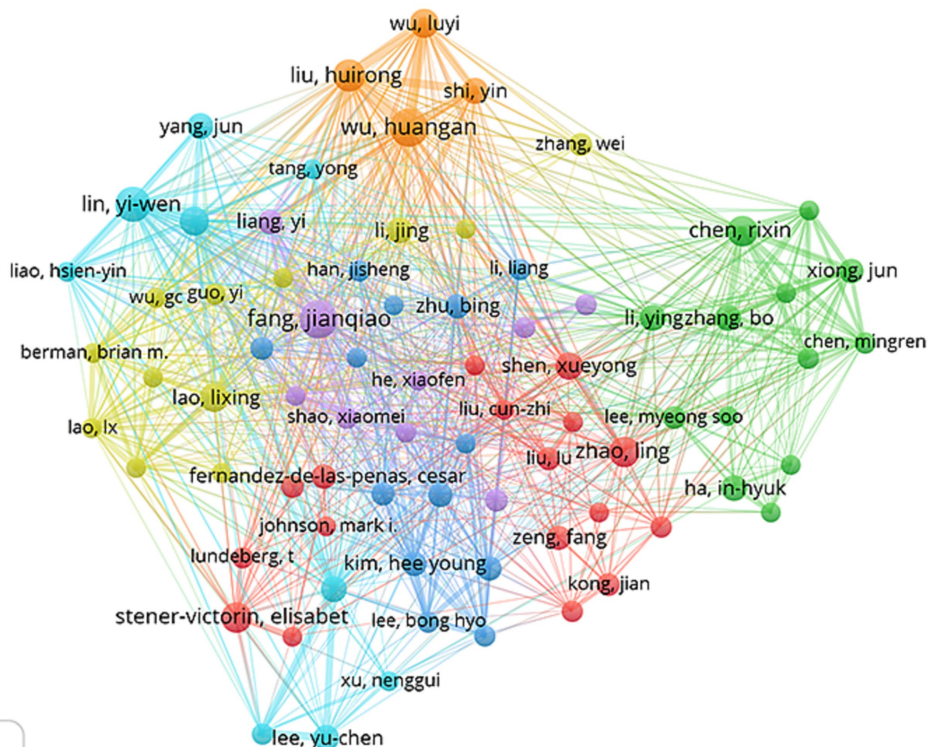 wu, luyi
liu, huirong
shi, yin
wu, huangan
yang, jun
zhang, wei
tang, yong
lin, yi-wen
liang, yi
li, jing
chen, rixin
liao, hsien-yin
han, jisheng
li, liang
xiong, jun
wu, gc
guo, yi
zhu, bing
fang, jianqiao
li, ying
zhang, bo
chen, mingren
berman, brian m.
shen, xueyong
he, xiaofen
lao, lixing
shao, xiaomei
liu, cun-zhi
lee, myeong soo
lao, lx
liu, lu
zhao, ling
fernandez-de-las-penas, cesar
ha, in-hyuk
johnson, mark i.
zeng, fang
lundeberg, t
kim, hee young
kong, jian
stener-victorin, elisabet
lee, bong hyo
xu, nenggui
lee, yu-chen